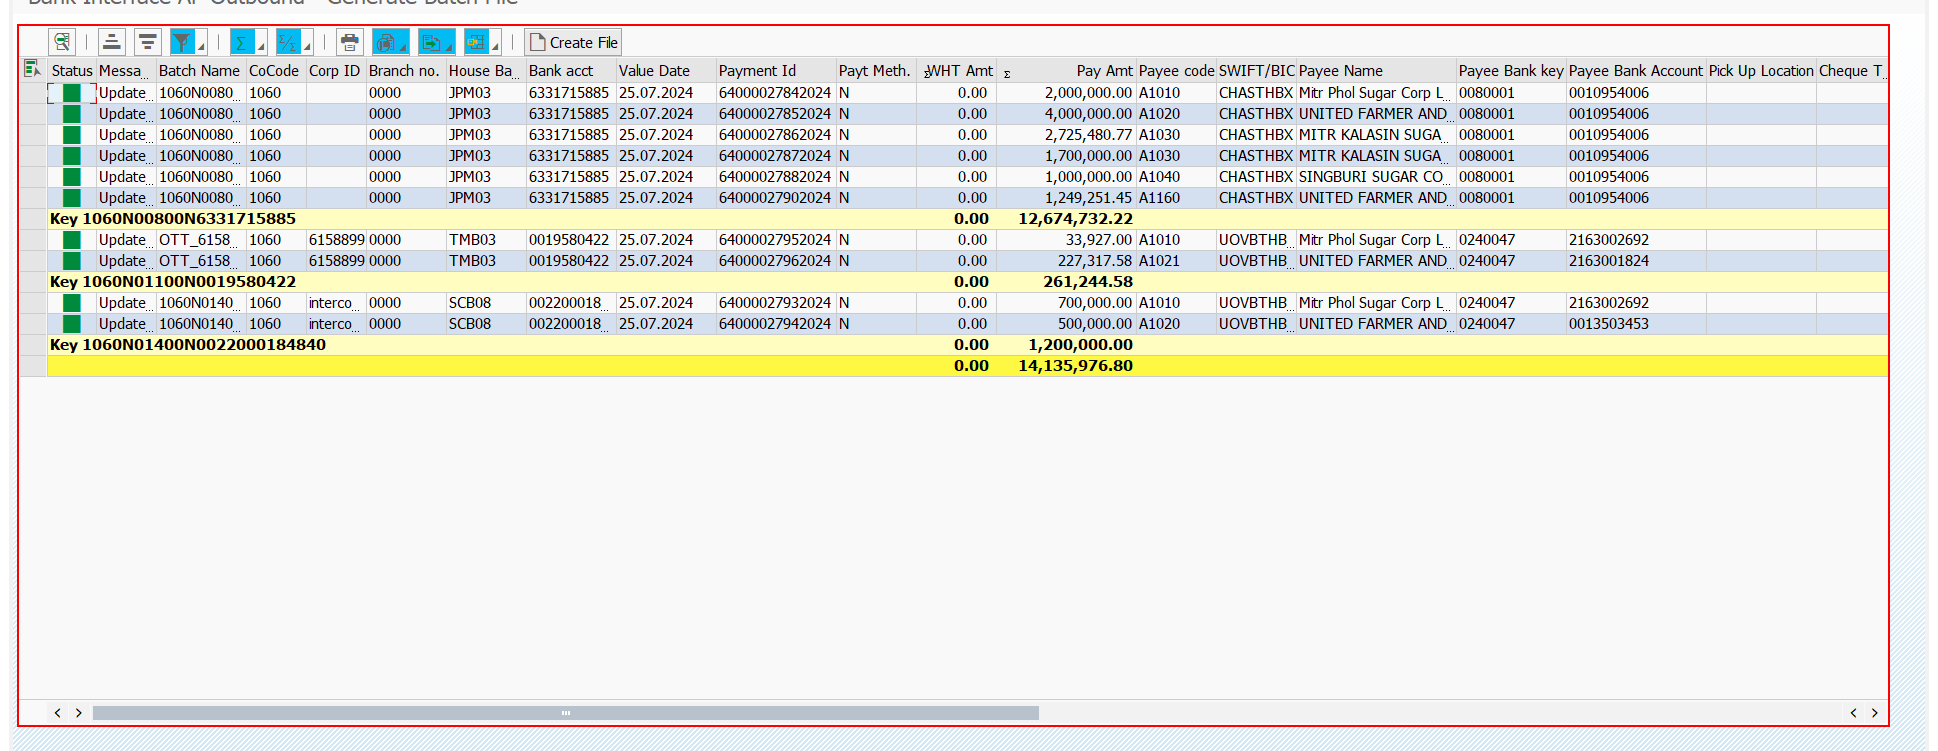 Bank Interface AP Outbound - Generate Batch File
Create File
Status Messa... Batch Name CoCode Corp ID Branch no. House Ba... Bank acct Value Date Payment Id Payt Meth. Σ WHT Amt Σ Pay Amt Payee code SWIFT/BIC Payee Name Payee Bank key Payee Bank Account Pick Up Location Cheque T...
Update... 1060N0080... 1060 0000 JPM03 6331715885 25.07.2024 64000027842024 N 0.00 2,000,000.00 A1010 CHASTHBX Mitr Phol Sugar Corp L... 0080001 0010954006
Update... 1060N0080... 1060 0000 JPM03 6331715885 25.07.2024 64000027852024 N 0.00 4,000,000.00 A1020 CHASTHBX UNITED FARMER AND... 0080001 0010954006
Update... 1060N0080... 1060 0000 JPM03 6331715885 25.07.2024 64000027862024 N 0.00 2,725,480.77 A1030 CHASTHBX MITR KALASIN SUGA... 0080001 0010954006
Update... 1060N0080... 1060 0000 JPM03 6331715885 25.07.2024 64000027872024 N 0.00 1,700,000.00 A1030 CHASTHBX MITR KALASIN SUGA... 0080001 0010954006
Update... 1060N0080... 1060 0000 JPM03 6331715885 25.07.2024 64000027882024 N 0.00 1,000,000.00 A1040 CHASTHBX SINGBURI SUGAR CO... 0080001 0010954006
Update... 1060N0080... 1060 0000 JPM03 6331715885 25.07.2024 64000027902024 N 0.00 1,249,251.45 A1160 CHASTHBX UNITED FARMER AND... 0080001 0010954006
Key 1060N00800N6331715885 0.00 12,674,732.22
Update... OTT_6158... 1060 6158899 0000 TMB03 0019580422 25.07.2024 64000027952024 N 0.00 33,927.00 A1010 UOVBTHB... Mitr Phol Sugar Corp L... 0240047 2163002692
Update... OTT_6158... 1060 6158899 0000 TMB03 0019580422 25.07.2024 64000027962024 N 0.00 227,317.58 A1021 UOVBTHB... UNITED FARMER AND... 0240047 2163001824
Key 1060N01100N0019580422 0.00 261,244.58
Update... 1060N0140... 1060 interco... 0000 SCB08 002200018... 25.07.2024 64000027932024 N 0.00 700,000.00 A1010 UOVBTHB... Mitr Phol Sugar Corp L... 0240047 2163002692
Update... 1060N0140... 1060 interco... 0000 SCB08 002200018... 25.07.2024 64000027942024 N 0.00 500,000.00 A1020 UOVBTHB... UNITED FARMER AND... 0240047 0013503453
Key 1060N01400N0022000184840 0.00 1,200,000.00
0.00 14,135,976.80